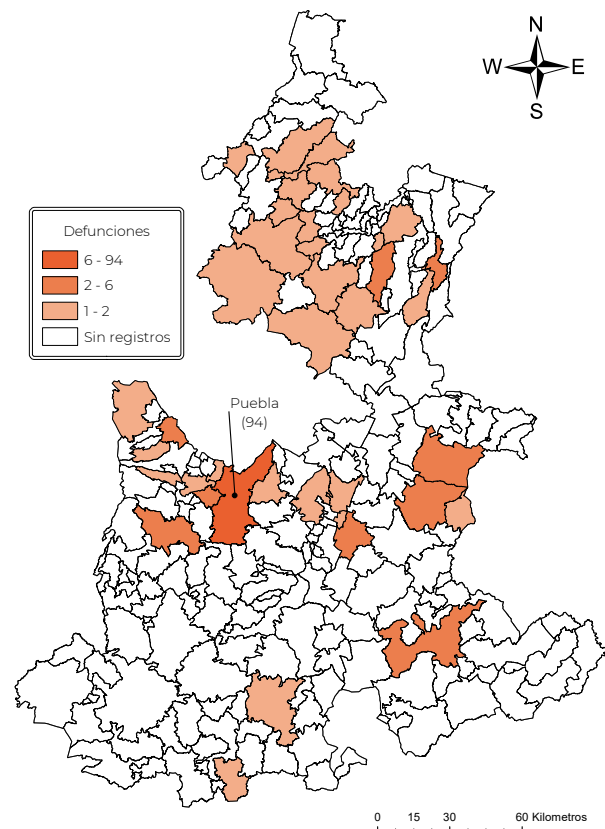 N
W E
S
Defunciones
6 - 94
2 - 6
1 - 2
Sin registros
Puebla
(94)
0 15 30 60 Kilometros